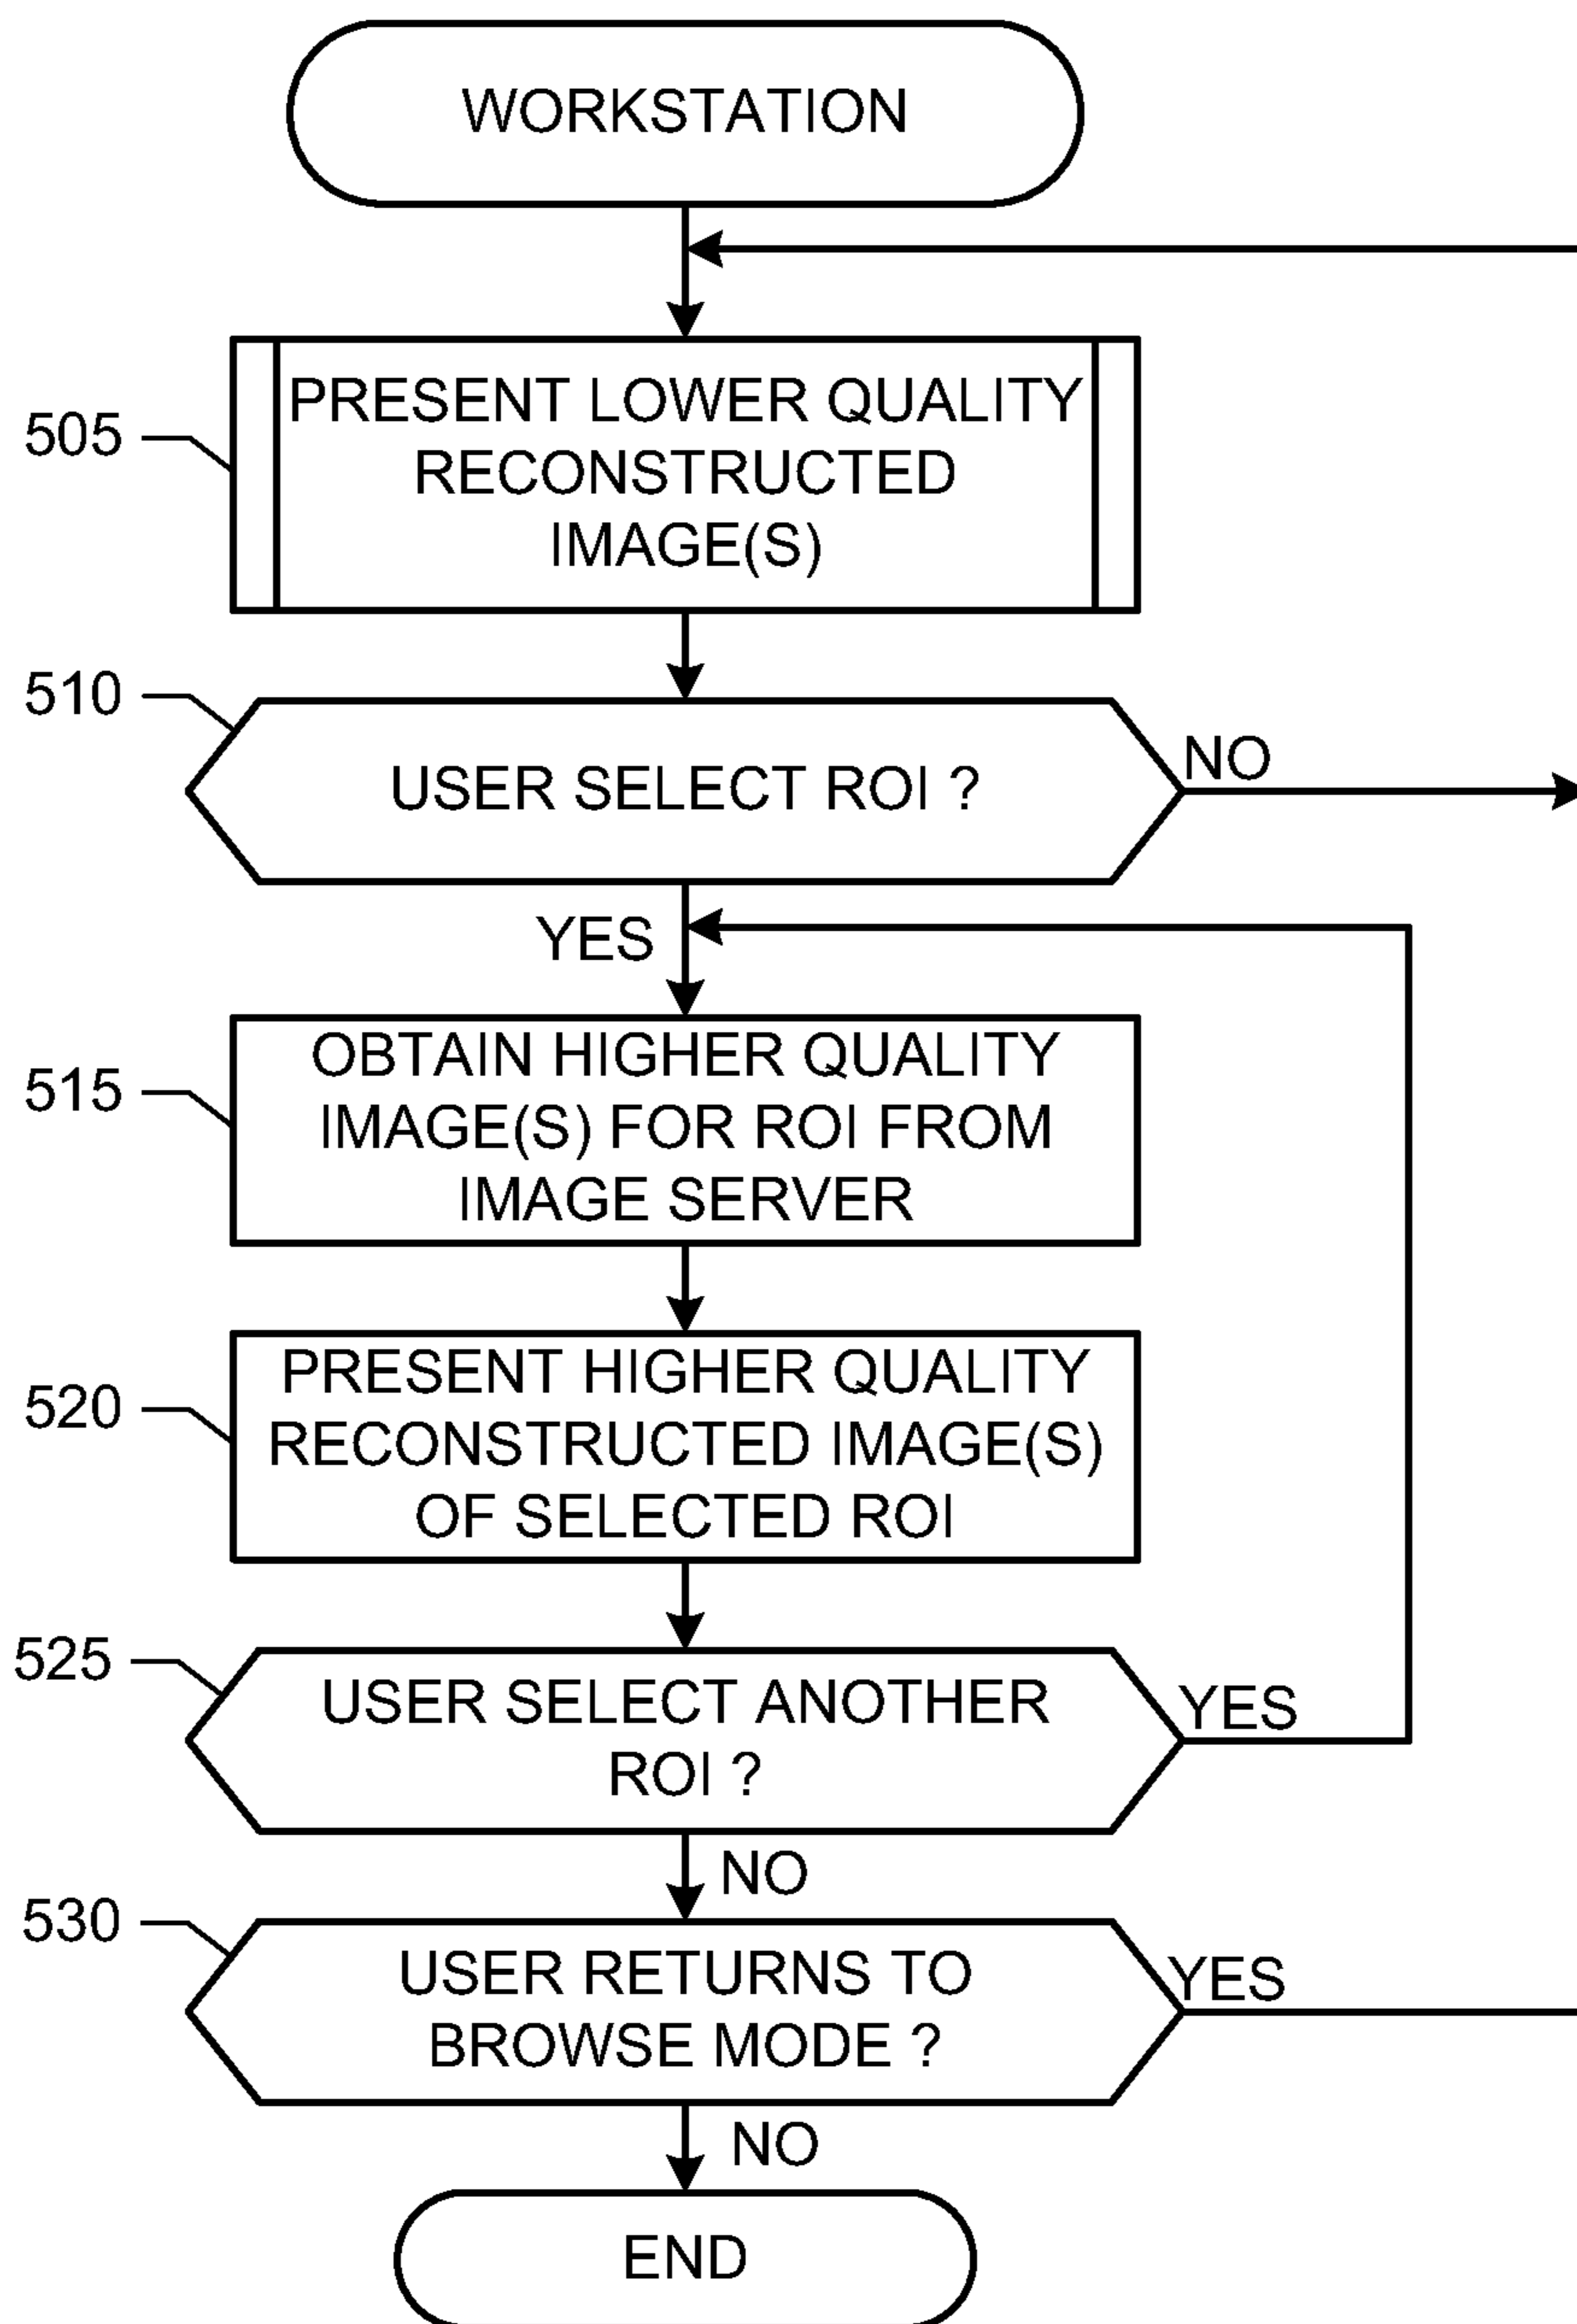 WORKSTATION
505
PRESENT LOWER QUALITY
RECONSTRUCTED
IMAGE(S)
510
USER SELECT ROI ?
NO
YES
515
OBTAIN HIGHER QUALITY
IMAGE(S) FOR ROI FROM
IMAGE SERVER
520
PRESENT HIGHER QUALITY
RECONSTRUCTED IMAGE(S)
OF SELECTED ROI
525
USER SELECT ANOTHER
ROI ?
YES
NO
530
USER RETURNS TO
BROWSE MODE ?
YES
NO
END